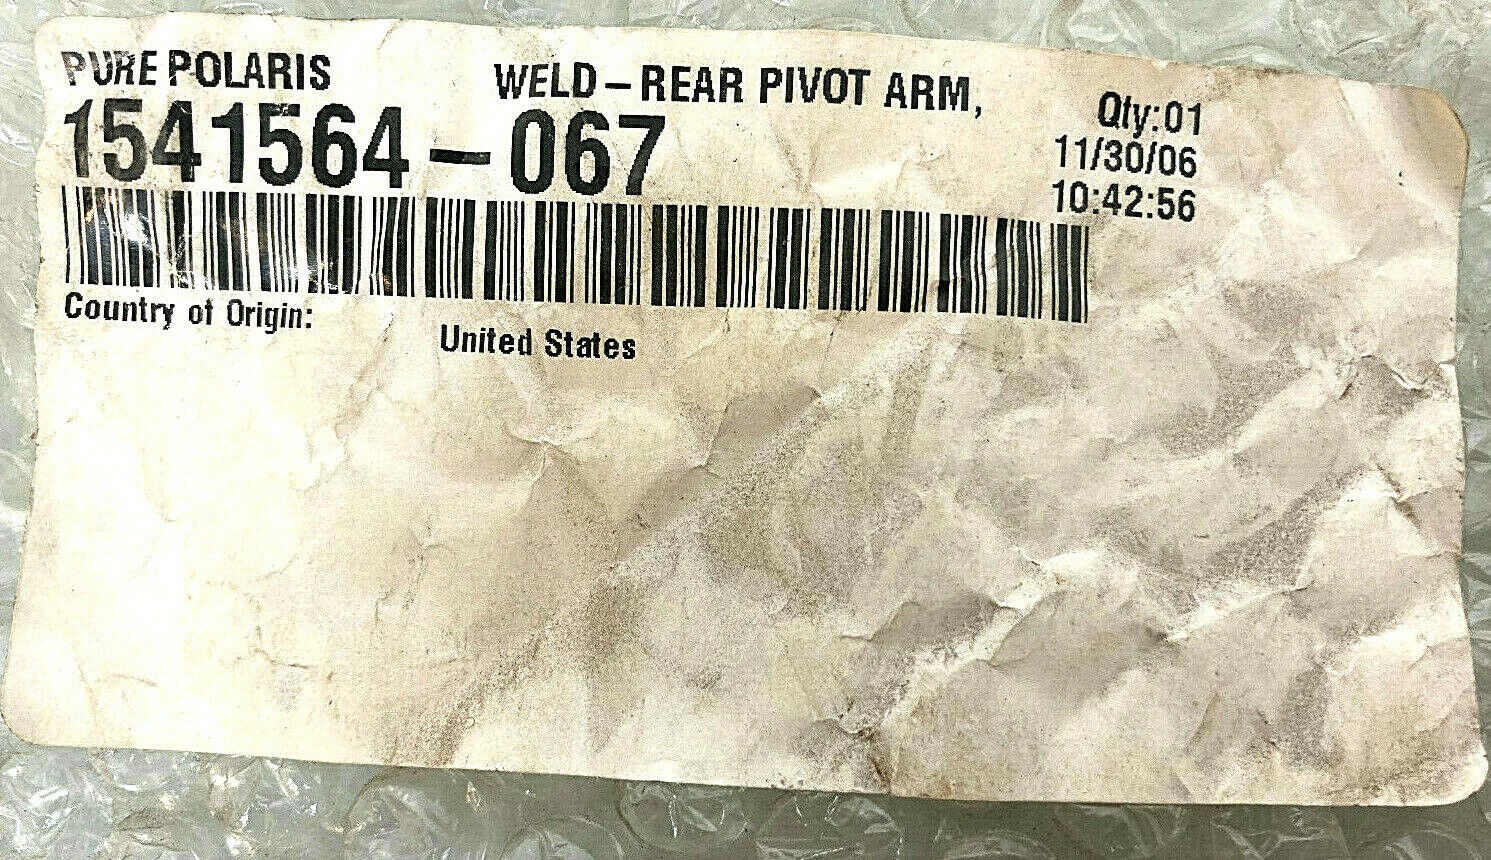 PURE POLARIS WELD-REAR PIVOT ARM, Qty:01
1541564-067 11/30/06
10:42:56
Country of Origin:
United States